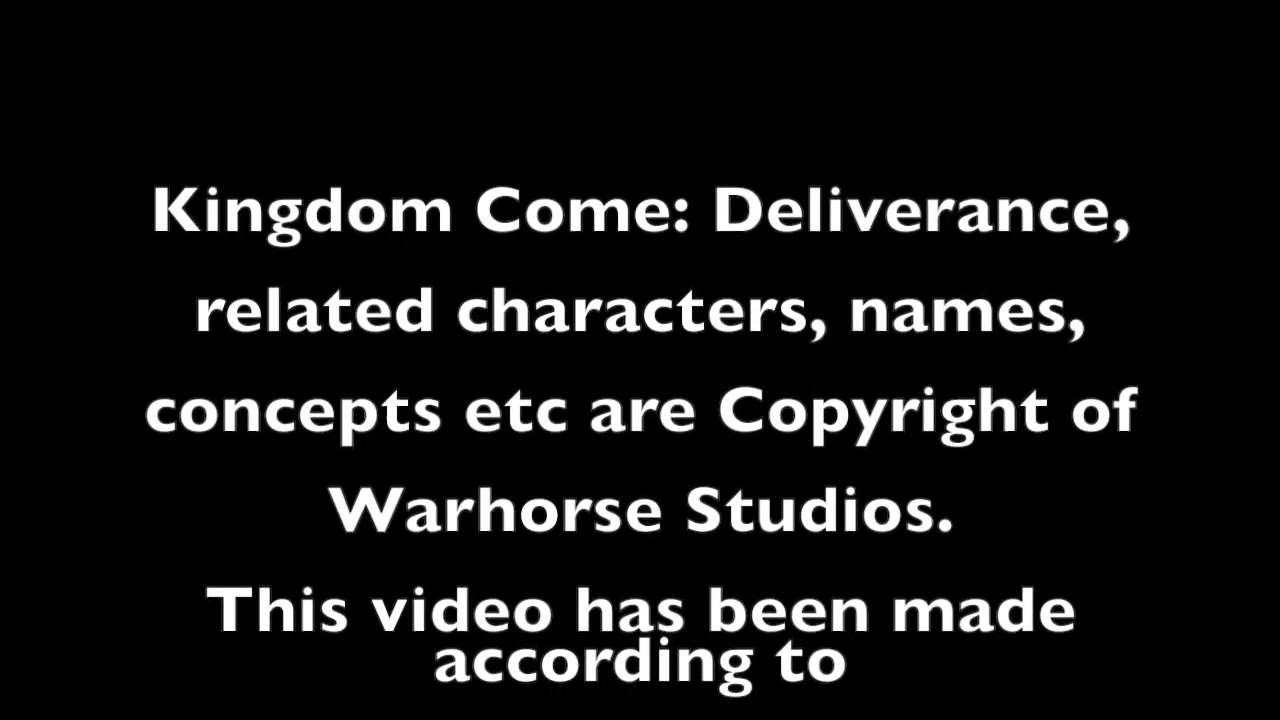 Kingdom Come: Deliverance,
related characters, names,
concepts etc are Copyright of
Warhorse Studios.
This video has been made
according to